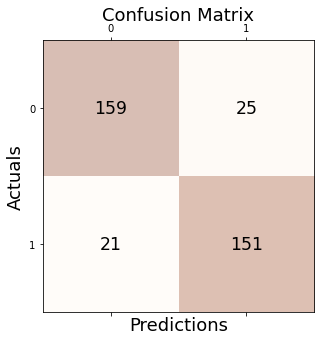 Confusion Matrix
0 1
0 159 25
Actuals
1 21 151
Predictions